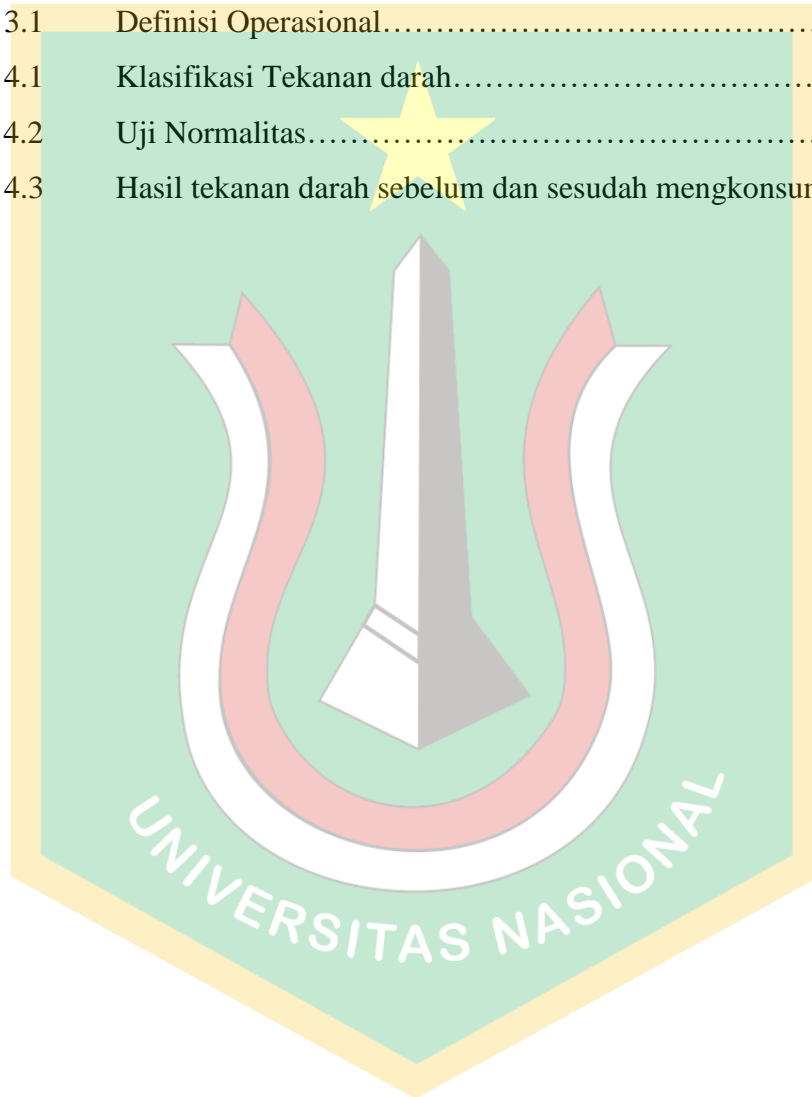 3.1 Definisi Operasional……………………………………
4.1 Klasifikasi Tekanan darah………………………………
4.2 Uji Normalitas……………………………………………
4.3 Hasil tekanan darah sebelum dan sesudah
UNIVERSITAS NASIONAL